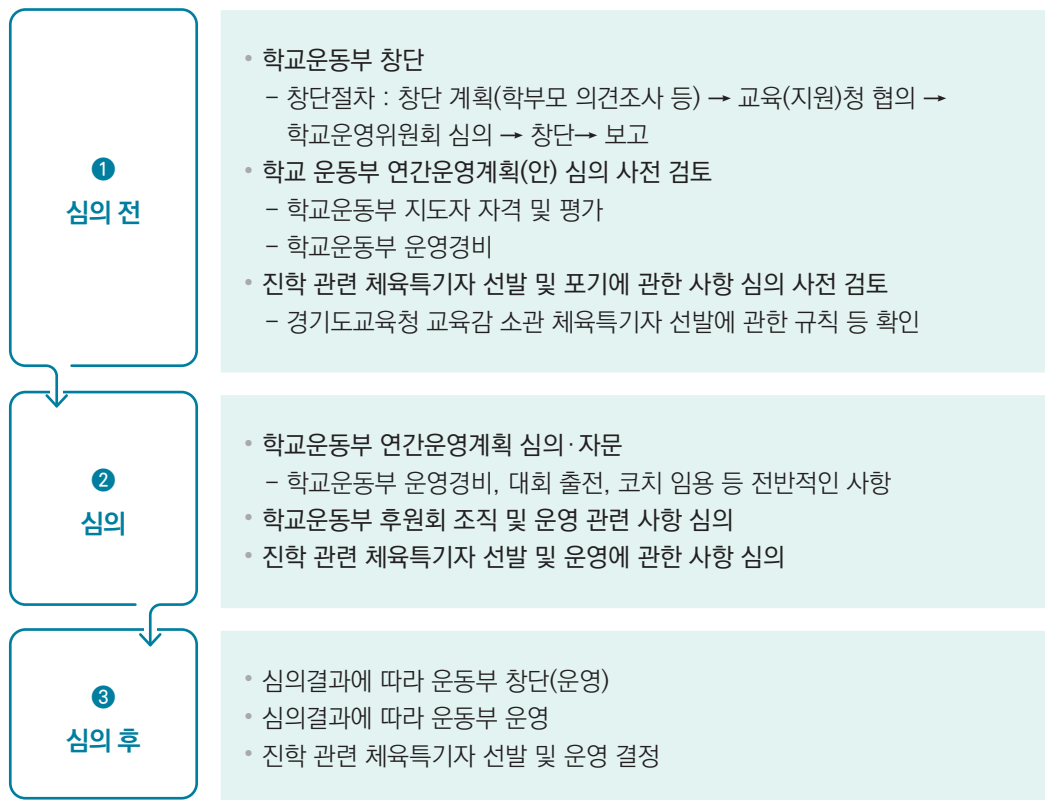 ❶
심의 전
• 학교운동부 창단
– 창단절차 : 창단 계획(학부모 의견조사 등) → 교육(지원)청 협의 →
학교운영위원회 심의 → 창단→ 보고
• 학교 운동부 연간운영계획(안) 심의 사전 검토
– 학교운동부 지도자 자격 및 평가
– 학교운동부 운영경비
• 진학 관련 체육특기자 선발 및 포기에 관한 사항 심의 사전 검토
– 경기도교육청 교육감 소관 체육특기자 선발에 관한 규칙 등 확인
❷
심의
• 학교운동부 연간운영계획 심의·자문
– 학교운동부 운영경비, 대회 출전, 코치 임용 등 전반적인 사항
• 학교운동부 후원회 조직 및 운영 관련 사항 심의
• 진학 관련 체육특기자 선발 및 운영에 관한 사항 심의
❸
심의 후
• 심의결과에 따라 운동부 창단(운영)
• 심의결과에 따라 운동부 운영
• 진학 관련 체육특기자 선발 및 운영 결정